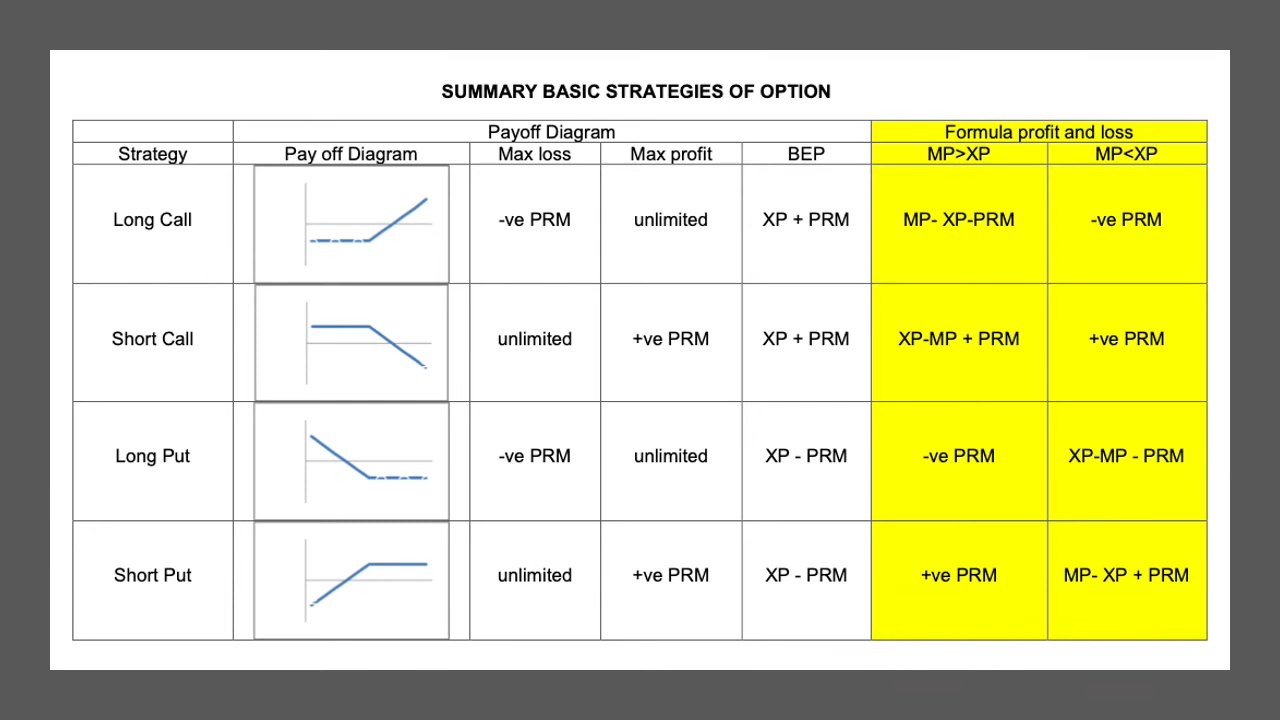 SUMMARY BASIC STRATEGIES OF OPTION
Payoff Diagram Formula profit and loss
Strategy Pay off Diagram Max loss Max profit BEP MP>XP MP<XP
Long Call -ve PRM unlimited XP + PRM MP- XP-PRM -ve PRM
Short Call unlimited +ve PRM XP + PRM XP-MP + PRM +ve PRM
Long Put -ve PRM unlimited XP - PRM -ve PRM XP-MP - PRM
Short Put unlimited +ve PRM XP - PRM +ve PRM MP- XP + PRM